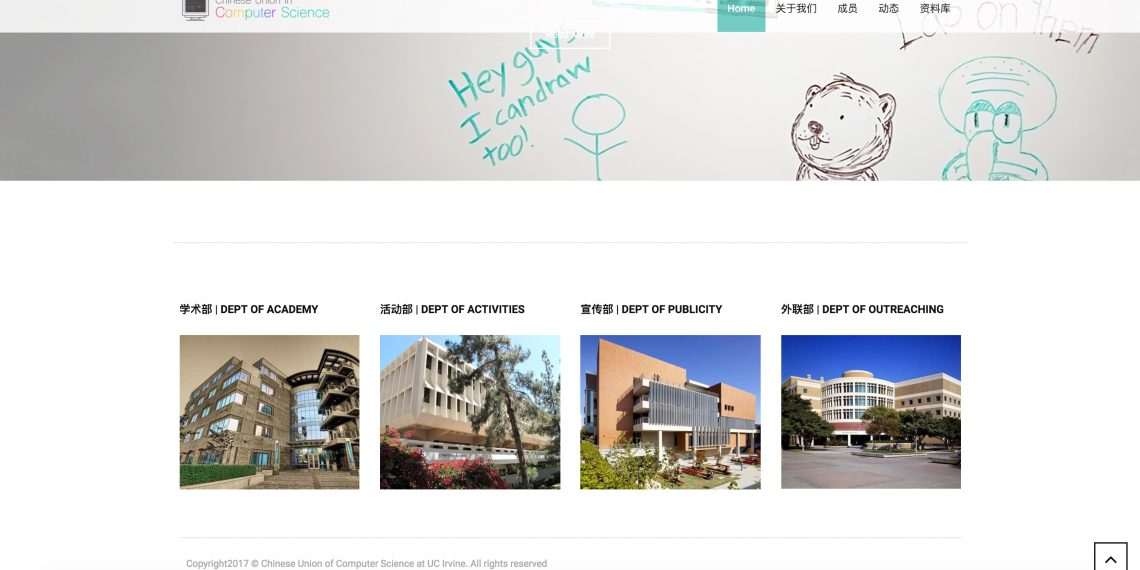 Chinese Union in
Computer Science
Home 关于我们 成员 动态 资料库
Read More
Lap on them
Hey guys
I can draw
too!
学术部 | DEPT OF ACADEMY
活动部 | DEPT OF ACTIVITIES
宣传部 | DEPT OF PUBLICITY
外联部 | DEPT OF OUTREACHING
Copyright2017 © Chinese Union of Computer Science at UC Irvine. All rights reserved